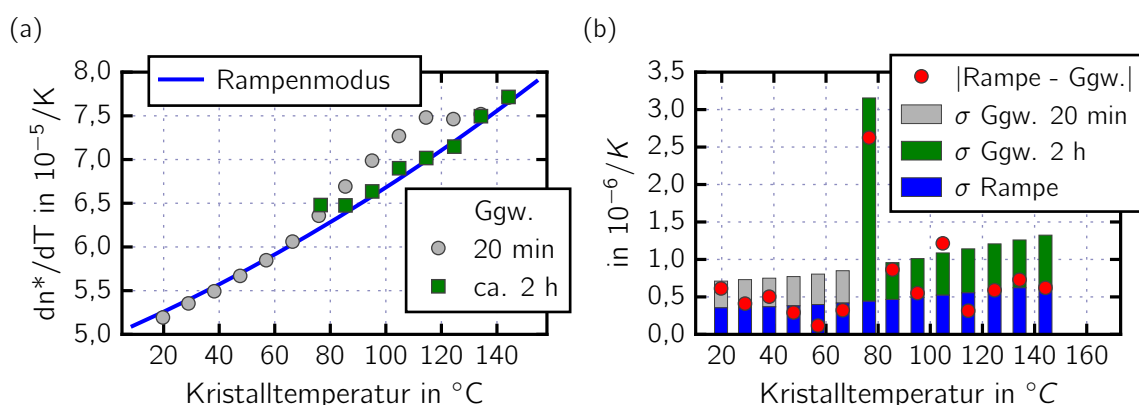 (a)
(b)
8,0
7,5
7,0
6,5
6,0
5,5
5,0
dn*/dT in 10⁻⁵/K
Rampenmodus
Ggw.
20 min
ca. 2 h
20 40 60 80 100 120 140
Kristalltemperatur in °C
3,5
3,0
2,5
2,0
1,5
1,0
0,5
0,0
in 10⁻⁶/K
|Rampe - Ggw.|
σ Ggw. 20 min
σ Ggw. 2 h
σ Rampe
20 40 60 80 100 120 140 160
Kristalltemperatur in °C